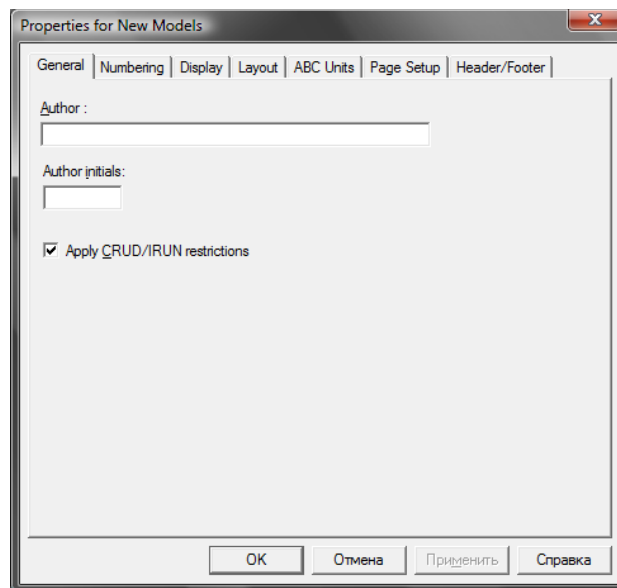 Properties for New Models
General Numbering Display Layout ABC Units Page Setup Header/Footer
Author :
Author initials:
Apply CRUD/IRUN restrictions
OK Отмена Применить Справка